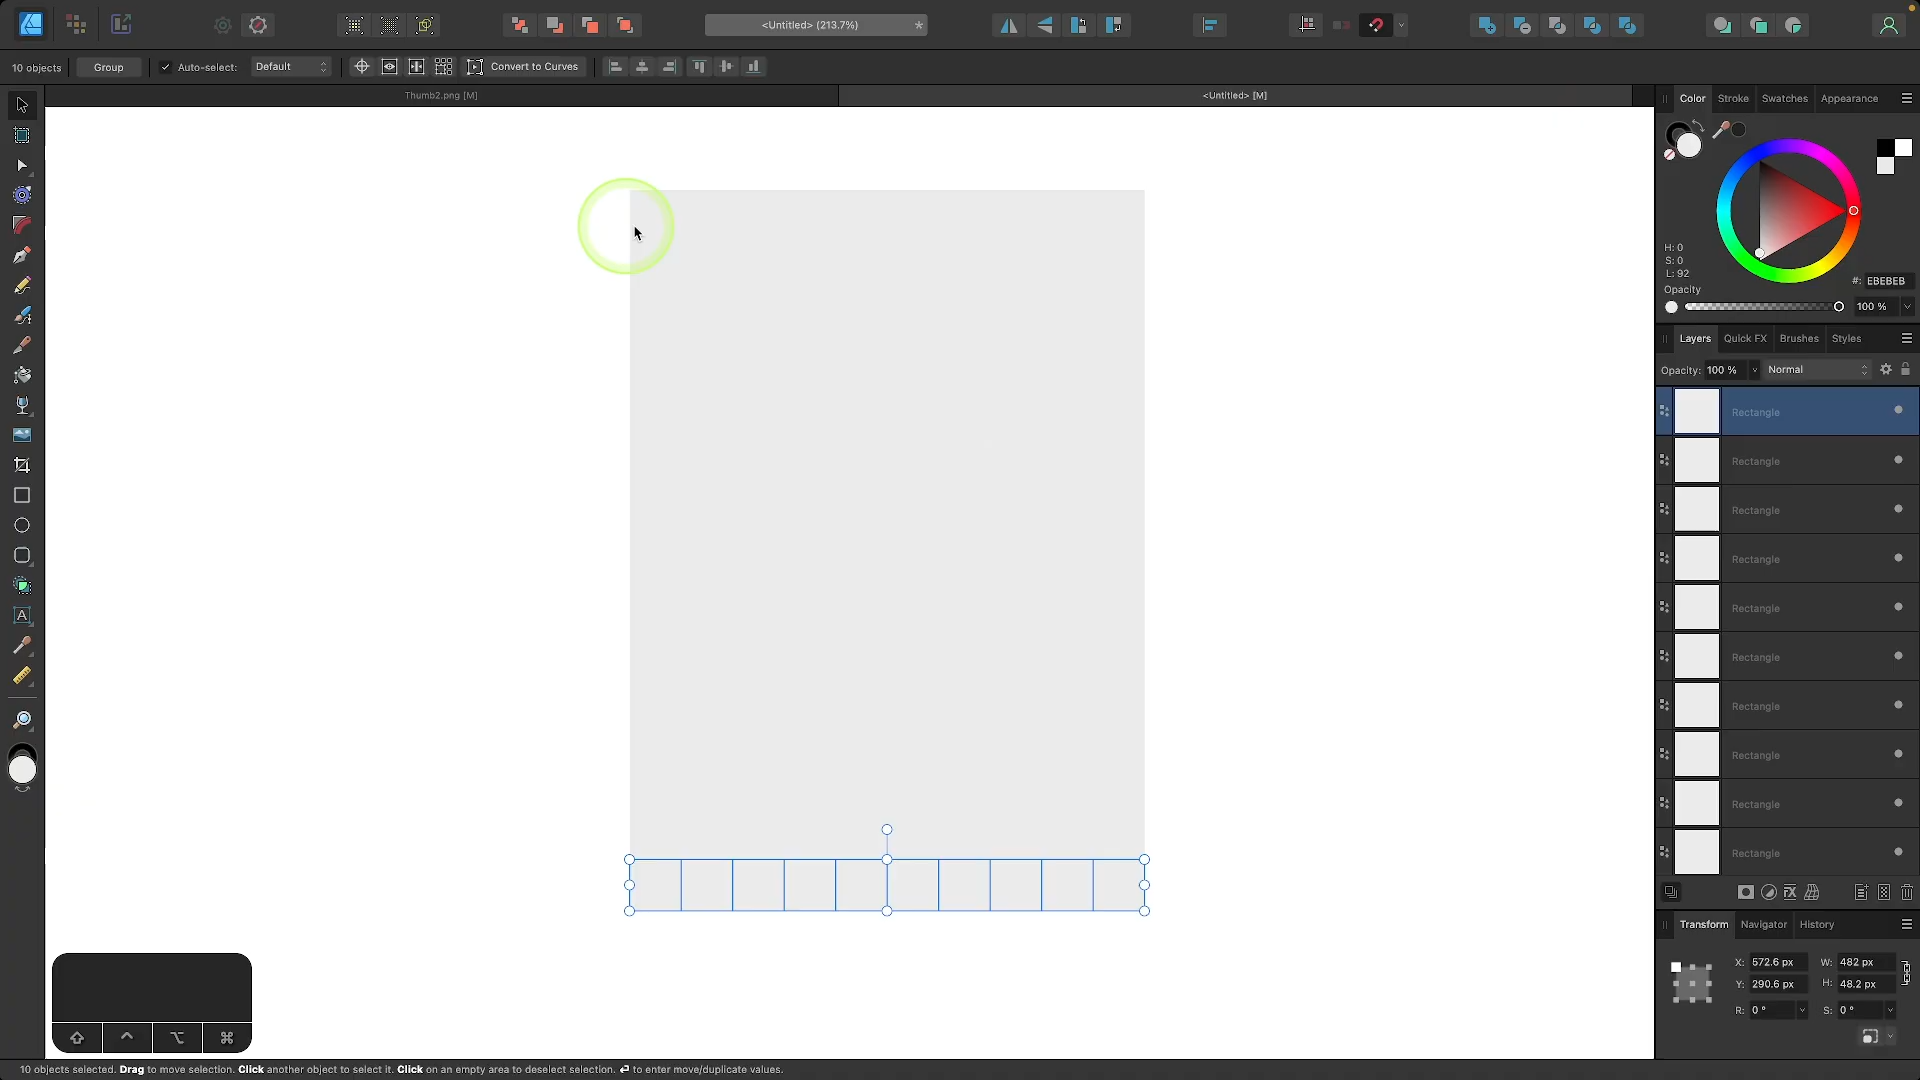 <Untitled> (213.7%)
*
10 objects
Group
Auto-select:
Default
Convert to Curves
Thumb2.png [M]
<Untitled> [M]
Color
Stroke
Swatches
Appearance
H: 0
S: 0
L: 92
#: EBEBEB
Opacity
100 %
Layers
Quick FX
Brushes
Styles
Opacity: 100 %
Normal
Rectangle
Rectangle
Rectangle
Rectangle
Rectangle
Rectangle
Rectangle
Rectangle
Rectangle
Rectangle
Transform
Navigator
History
X: 572.6 px
W: 482 px
Y: 290.6 px
H: 48.2 px
R: 0 °
S: 0 °
10 objects selected. Drag to move selection. Click another object to select it. Click on an empty area to deselect selection. ⏎ to enter move/duplicate values.